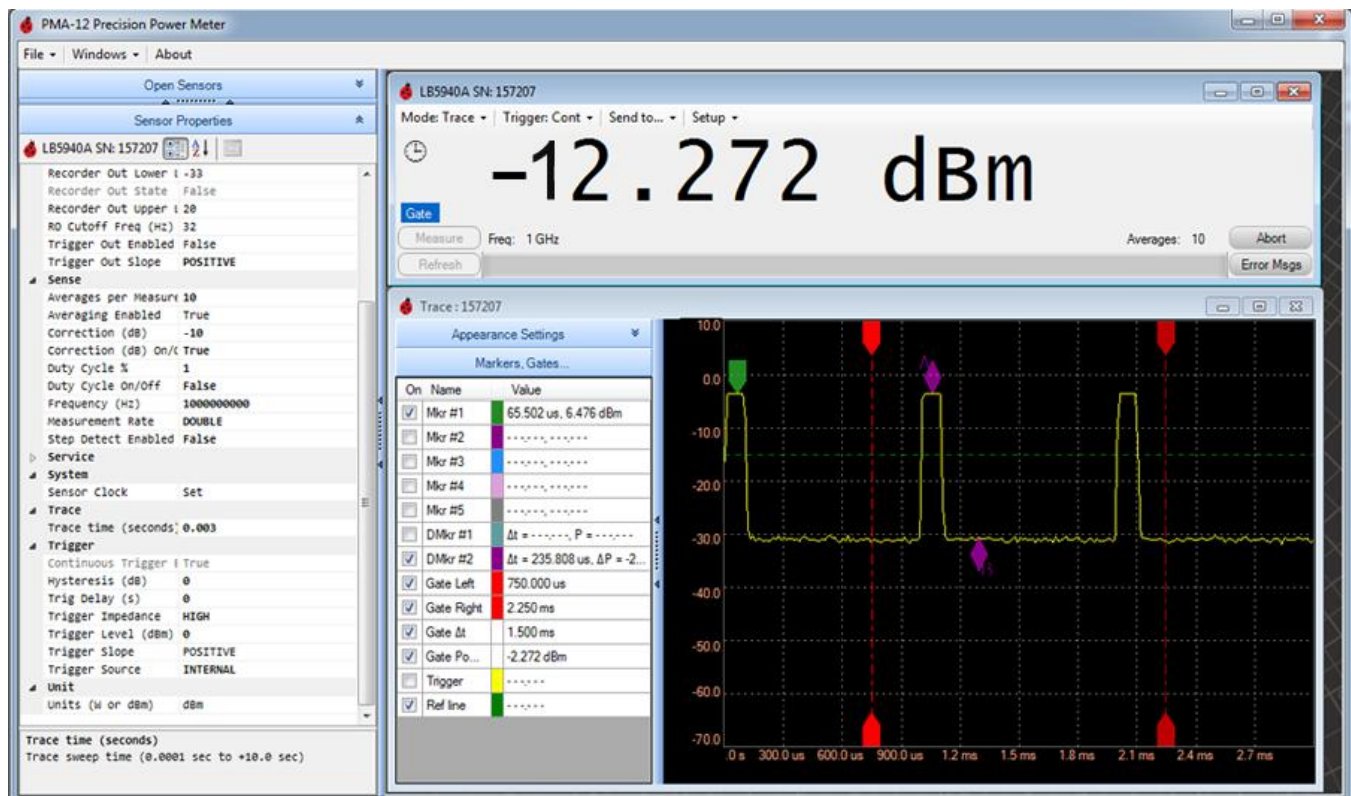 PMA-12 Precision Power Meter
File Windows About
Open Sensors
Sensor Properties
LB5940A SN: 157207
Recorder Out Lower -33
Recorder Out State False
Recorder Out Upper 20
RO Cutoff Freq (Hz) 32
Trigger Out Enabled False
Trigger Out Slope POSITIVE
Sense
Averages per Measure 10
Averaging Enabled True
Correction (dB) -10
Correction (dB) On/ True
Duty Cycle % 1
Duty Cycle On/Off False
Frequency (Hz) 1000000000
Measurement Rate DOUBLE
Step Detect Enabled False
Service
System
Sensor Clock Set
Trace
Trace time (seconds) 0.003
Trigger
Continuous Trigger True
Hysteresis (dB) 0
Trig Delay (s) 0
Trigger Impedance HIGH
Trigger Level (dBm) 0
Trigger Slope POSITIVE
Trigger Source INTERNAL
Unit
Units (W or dBm) dBm
Trace time (seconds)
Trace sweep time (0.0001 sec to +10.0 sec)
LB5940A SN: 157207
Mode: Trace Trigger: Cont Send to... Setup
-12.272 dBm
Gate
Measure Freq: 1 GHz Averages: 10 Abort
Refresh Error Msgs
Trace : 157207
Appearance Settings
Markers, Gates...
On Name Value
Mkr #1 65.502 us, 6.476 dBm
Mkr #2 ---.---, ---.---
Mkr #3 ---.---, ---.---
Mkr #4 ---.---, ---.---
Mkr #5 ---.---, ---.---
DMkr #1 Δt = ---.---, P = ---.---
DMkr #2 Δt = 235.808 us, ΔP = -2...
Gate Left 750.000 us
Gate Right 2.250 ms
Gate Δt 1.500 ms
Gate Po... -2.272 dBm
Trigger ---.---
Ref line ---.---
10.0
0.0
-10.0
-20.0
-30.0
-40.0
-50.0
-60.0
-70.0
.0 s 300.0 us 600.0 us 900.0 us 1.2 ms 1.5 ms 1.8 ms 2.1 ms 2.4 ms 2.7 ms